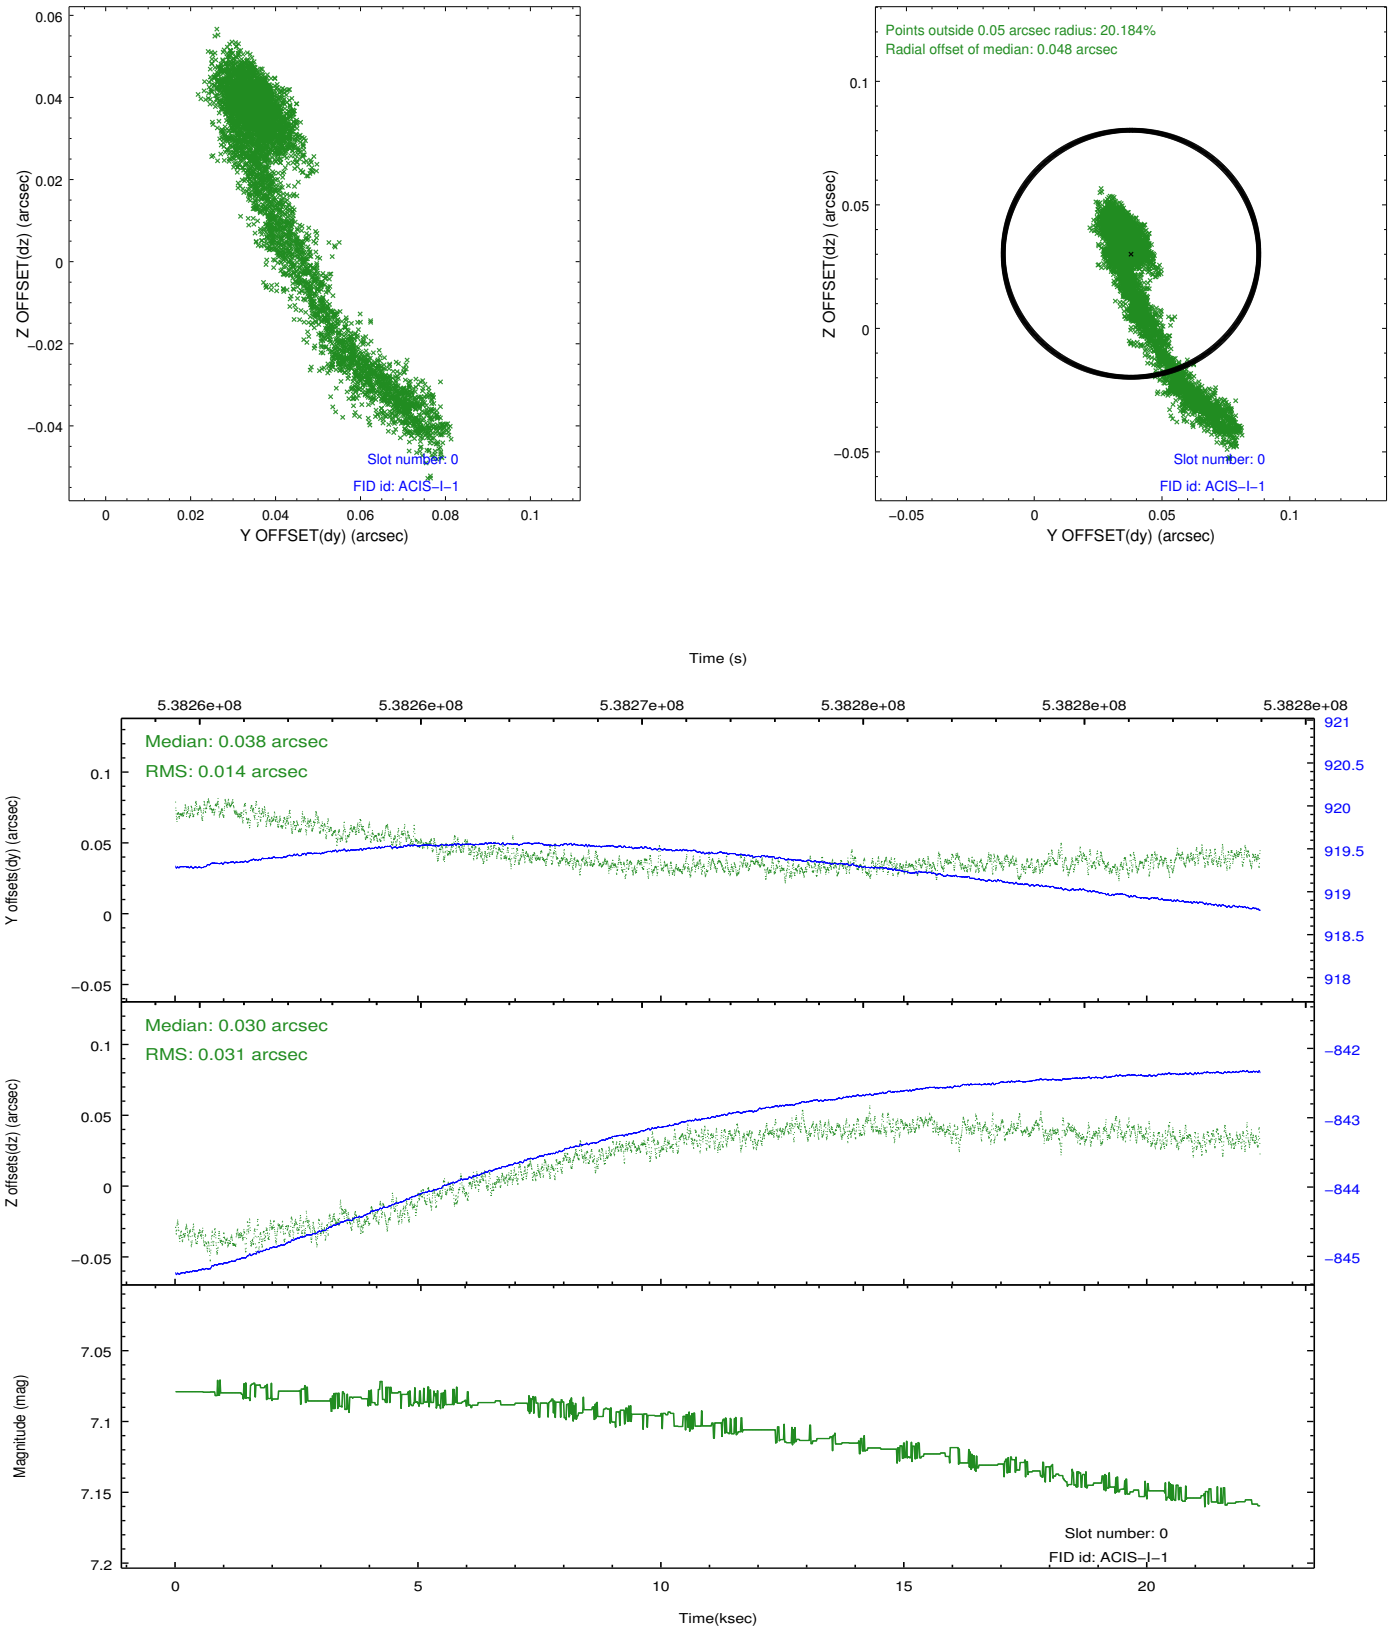 0.06
0.04
0.02
0
−0.02
−0.04
Z OFFSET(dz) (arcsec)
Slot number: 0
FID id: ACIS−I−1
0 0.02 0.04 0.06 0.08 0.1
Y OFFSET(dy) (arcsec)
Points outside 0.05 arcsec radius: 20.184%
Radial offset of median: 0.048 arcsec
0.1
0.05
0
−0.05
Z OFFSET(dz) (arcsec)
Slot number: 0
FID id: ACIS−I−1
−0.05 0 0.05 0.1
Y OFFSET(dy) (arcsec)
Time (s)
5.3826e+08 5.3826e+08 5.3827e+08 5.3828e+08 5.3828e+08 5.3828e+08
Median: 0.038 arcsec
RMS: 0.014 arcsec
0.1
0.05
0
−0.05
Y offsets(dy) (arcsec)
921
920.5
920
919.5
919
918.5
918
Median: 0.030 arcsec
RMS: 0.031 arcsec
0.1
0.05
0
−0.05
Z offsets(dz) (arcsec)
−842
−843
−844
−845
7.05
7.1
7.15
7.2
Magnitude (mag)
Slot number: 0
FID id: ACIS−I−1
0 5 10 15 20
Time(ksec)